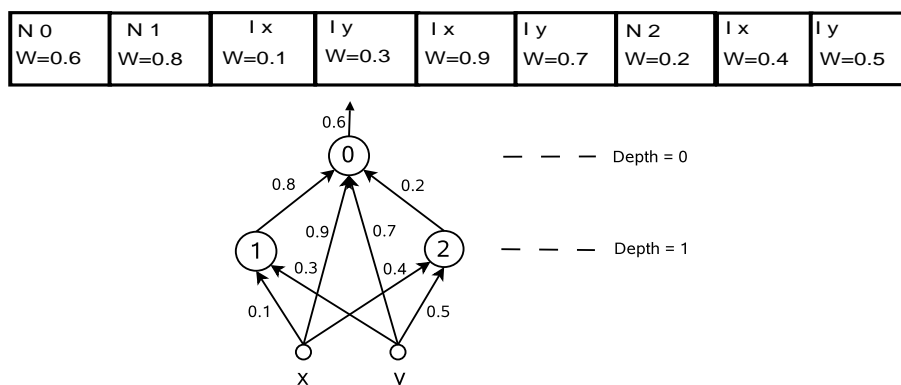 N 0 N 1 I x I y I x I y N 2 I x I y
W=0.6 W=0.8 W=0.1 W=0.3 W=0.9 W=0.7 W=0.2 W=0.4 W=0.5
0.6
0 Depth = 0
0.8 0.2
0.9 0.7
1 2 Depth = 1
0.3 0.4
0.1 0.5
x y